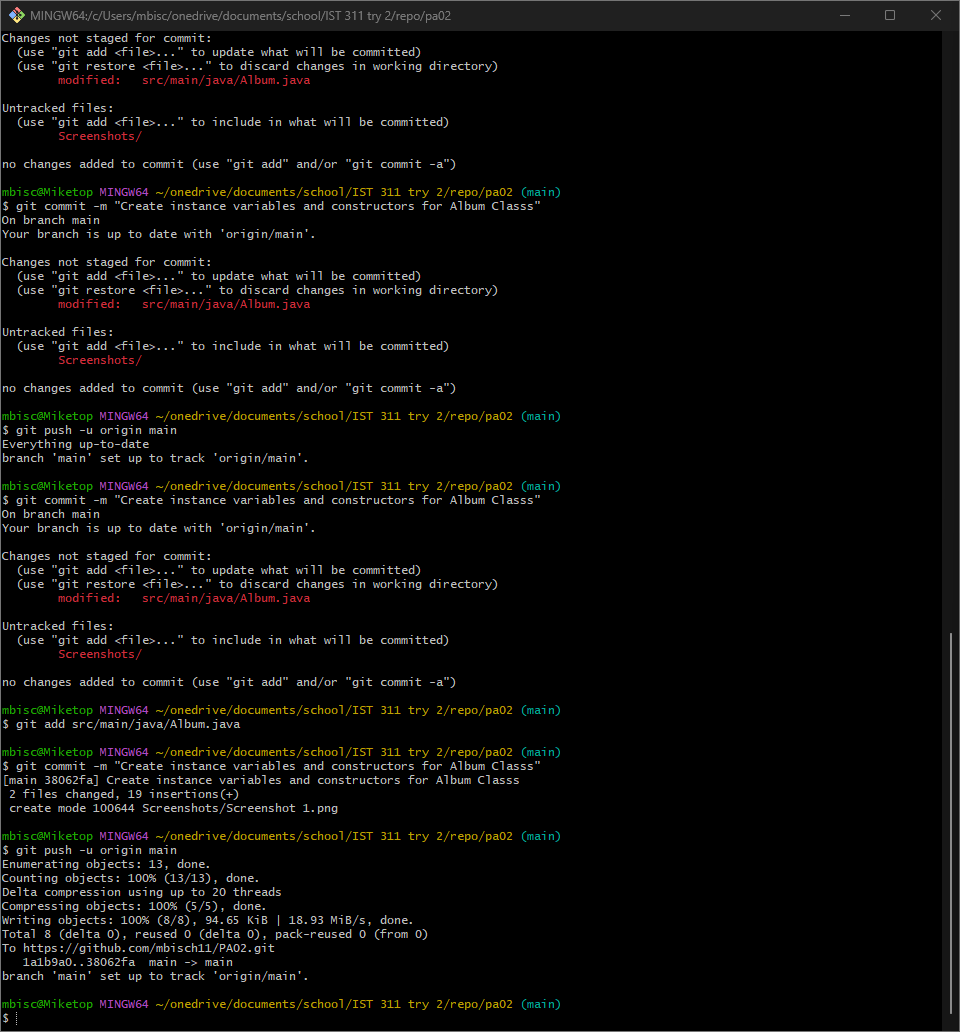 MINGW64:/c/Users/mbisc/onedrive/documents/school/IST 311 try 2/repo/pa02
Changes not staged for commit:
  (use "git add <file>..." to update what will be committed)
  (use "git restore <file>..." to discard changes in working directory)
        modified:   src/main/java/Album.java

Untracked files:
  (use "git add <file>..." to include in what will be committed)
        Screenshots/

no changes added to commit (use "git add" and/or "git commit -a")

mbisc@Miketop MINGW64 ~/onedrive/documents/school/IST 311 try 2/repo/pa02 (main)
$ git commit -m "Create instance variables and constructors for Album Classs"
On branch main
Your branch is up to date with 'origin/main'.

Changes not staged for commit:
  (use "git add <file>..." to update what will be committed)
  (use "git restore <file>..." to discard changes in working directory)
        modified:   src/main/java/Album.java

Untracked files:
  (use "git add <file>..." to include in what will be committed)
        Screenshots/

no changes added to commit (use "git add" and/or "git commit -a")

mbisc@Miketop MINGW64 ~/onedrive/documents/school/IST 311 try 2/repo/pa02 (main)
$ git push -u origin main
Everything up-to-date
branch 'main' set up to track 'origin/main'.

mbisc@Miketop MINGW64 ~/onedrive/documents/school/IST 311 try 2/repo/pa02 (main)
$ git commit -m "Create instance variables and constructors for Album Classs"
On branch main
Your branch is up to date with 'origin/main'.

Changes not staged for commit:
  (use "git add <file>..." to update what will be committed)
  (use "git restore <file>..." to discard changes in working directory)
        modified:   src/main/java/Album.java

Untracked files:
  (use "git add <file>..." to include in what will be committed)
        Screenshots/

no changes added to commit (use "git add" and/or "git commit -a")

mbisc@Miketop MINGW64 ~/onedrive/documents/school/IST 311 try 2/repo/pa02 (main)
$ git add src/main/java/Album.java

mbisc@Miketop MINGW64 ~/onedrive/documents/school/IST 311 try 2/repo/pa02 (main)
$ git commit -m "Create instance variables and constructors for Album Classs"
[main 38062fa] Create instance variables and constructors for Album Classs
 2 files changed, 19 insertions(+)
 create mode 100644 Screenshots/Screenshot 1.png

mbisc@Miketop MINGW64 ~/onedrive/documents/school/IST 311 try 2/repo/pa02 (main)
$ git push -u origin main
Enumerating objects: 13, done.
Counting objects: 100% (13/13), done.
Delta compression using up to 20 threads
Compressing objects: 100% (5/5), done.
Writing objects: 100% (8/8), 94.65 KiB | 18.93 MiB/s, done.
Total 8 (delta 0), reused 0 (delta 0), pack-reused 0 (from 0)
To https://github.com/mbisch11/PA02.git
   1a1b9a0..38062fa  main -> main
branch 'main' set up to track 'origin/main'.

mbisc@Miketop MINGW64 ~/onedrive/documents/school/IST 311 try 2/repo/pa02 (main)
$